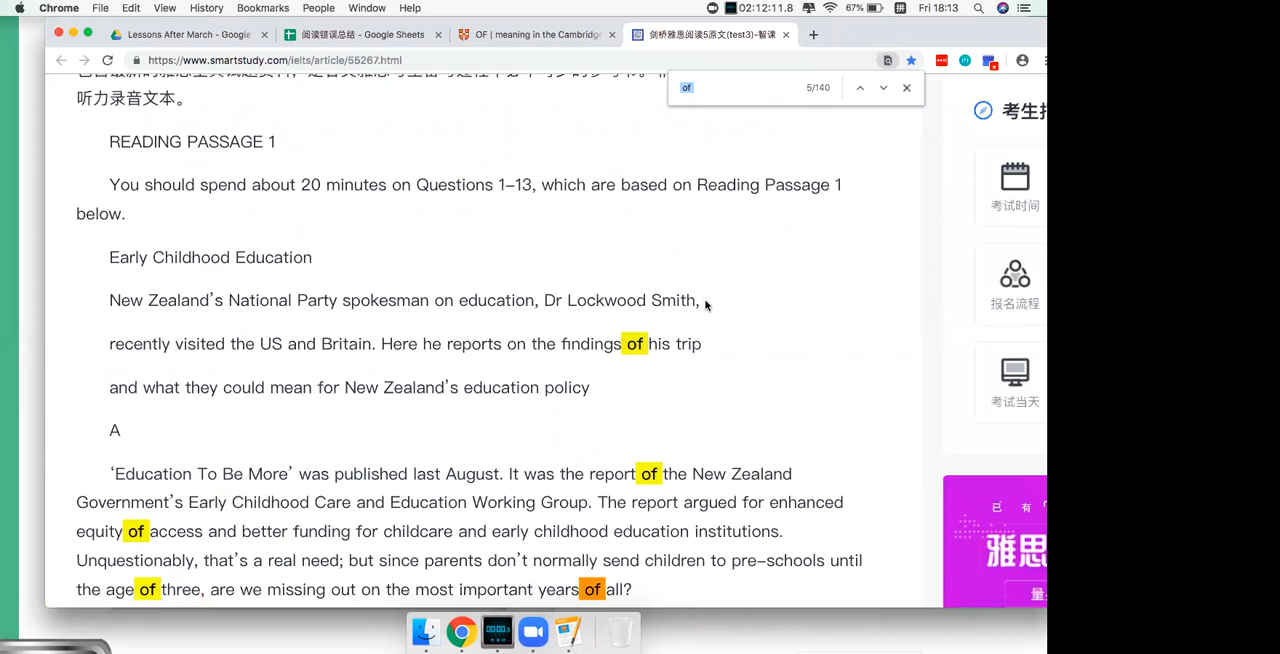 Chrome File Edit View History Bookmarks People Window Help 02:12:11.8 67% 拼 Fri 18:13
Lessons After March - Google
阅读错误总结 - Google Sheets
OF | meaning in the Cambridge
剑桥雅思阅读5原文(test3)-智课
https://www.smartstudy.com/ielts/article/55267.html
of 5/140
听力录音文本。
READING PASSAGE 1
You should spend about 20 minutes on Questions 1–13, which are based on Reading Passage 1
below.
Early Childhood Education
New Zealand's National Party spokesman on education, Dr Lockwood Smith,
recently visited the US and Britain. Here he reports on the findings of his trip
and what they could mean for New Zealand's education policy
A
'Education To Be More' was published last August. It was the report of the New Zealand
Government's Early Childhood Care and Education Working Group. The report argued for enhanced
equity of access and better funding for childcare and early childhood education institutions.
Unquestionably, that's a real need; but since parents don't normally send children to pre–schools until
the age of three, are we missing out on the most important years of all?
考生
考试时间
报名流程
考试当天
已 有
雅思